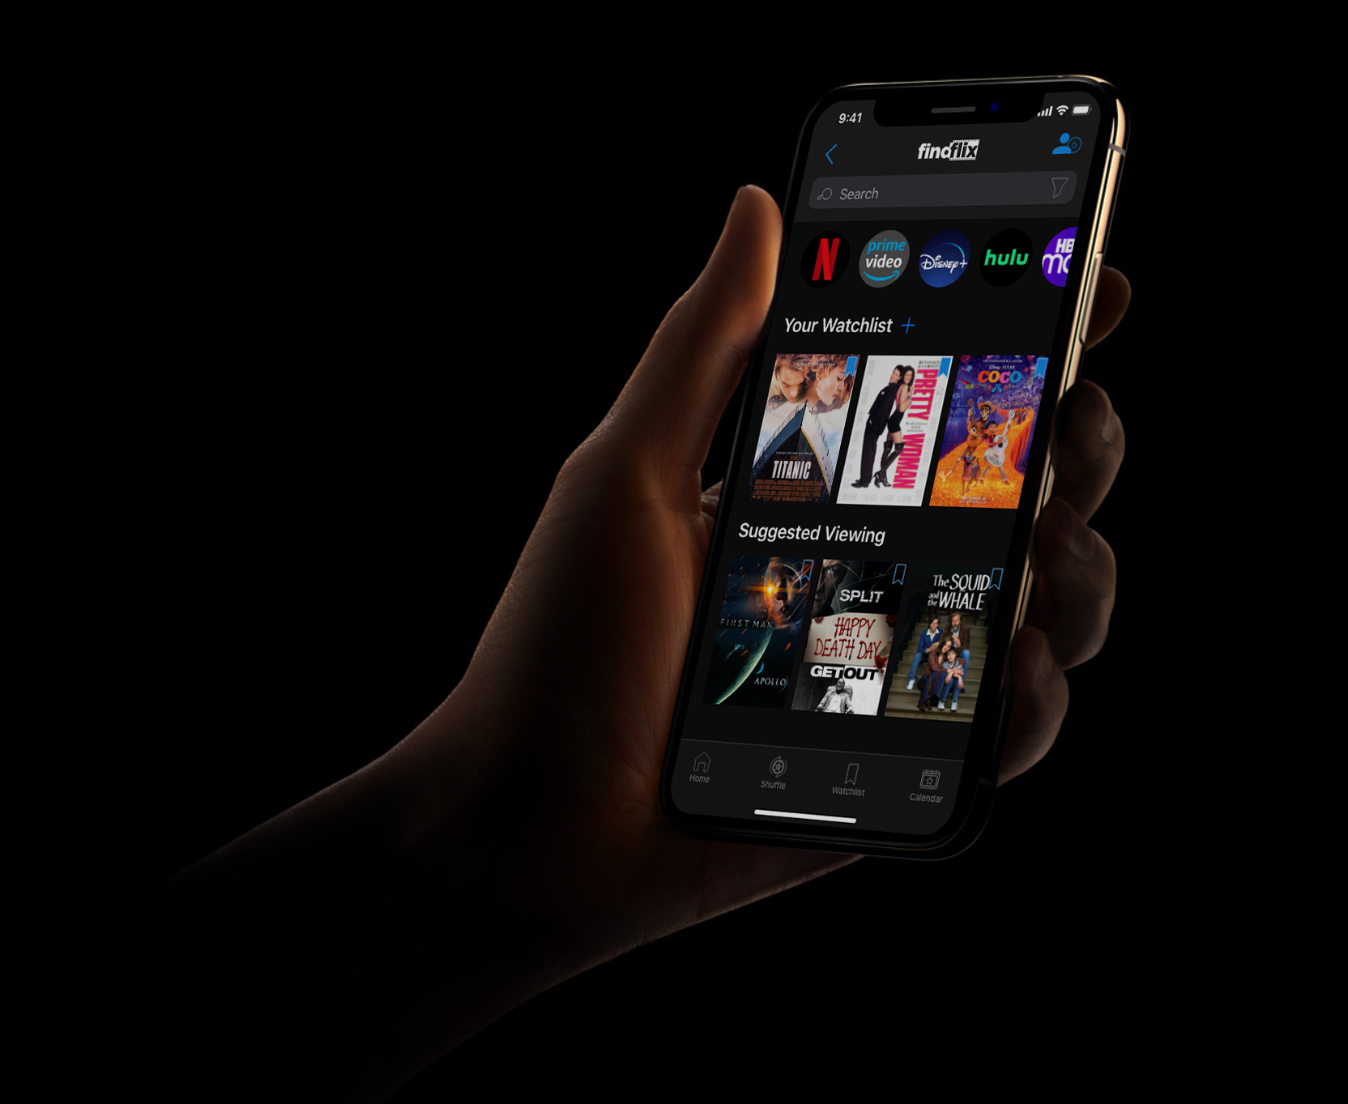 9:41
findflix
Search
N
prime video
Disney+
hulu
HB
Your Watchlist +
TITANIC
PRETTY WOMAN
COCO
Suggested Viewing
FIRST MAN
APOLLO
SPLIT
HAPPY
DEATH DAY
GET OUT
The SQUID
and the WHALE
Home
Shuffle
Watchlist
Calendar